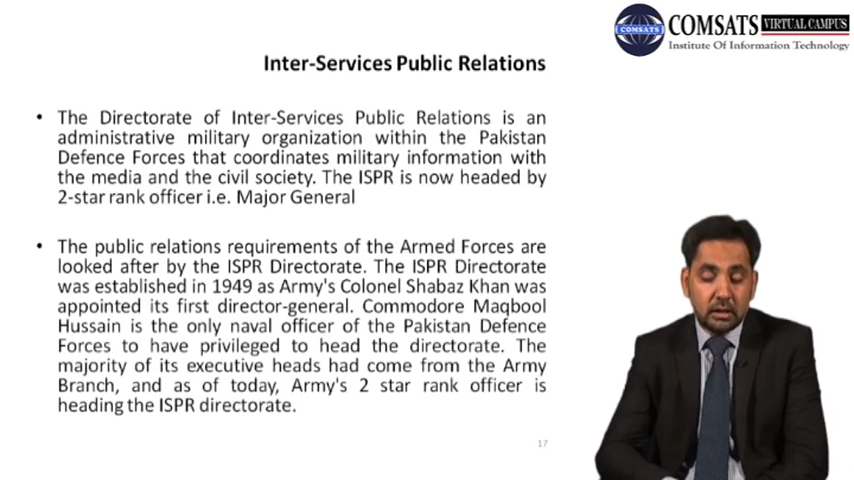 COMSATS VIRTUAL CAMPUS
COMSATS
Institute Of Information Technology
Inter-Services Public Relations
• The Directorate of Inter-Services Public Relations is an
administrative military organization within the Pakistan
Defence Forces that coordinates military information with
the media and the civil society. The ISPR is now headed by
2-star rank officer i.e. Major General
• The public relations requirements of the Armed Forces are
looked after by the ISPR Directorate. The ISPR Directorate
was established in 1949 as Army's Colonel Shabaz Khan was
appointed its first director-general. Commodore Maqbool
Hussain is the only naval officer of the Pakistan Defence
Forces to have privileged to head the directorate. The
majority of its executive heads had come from the Army
Branch, and as of today, Army's 2 star rank officer is
heading the ISPR directorate.
17